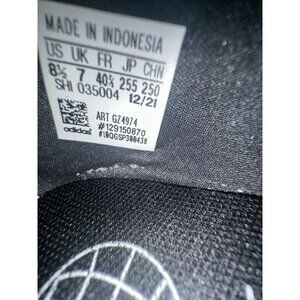 MADE IN INDONESIA
US UK FR JP CHN
8½ 7 40⅔ 255 250
SHI 035004 12/21
ART GZ4974
#129150870
adidas